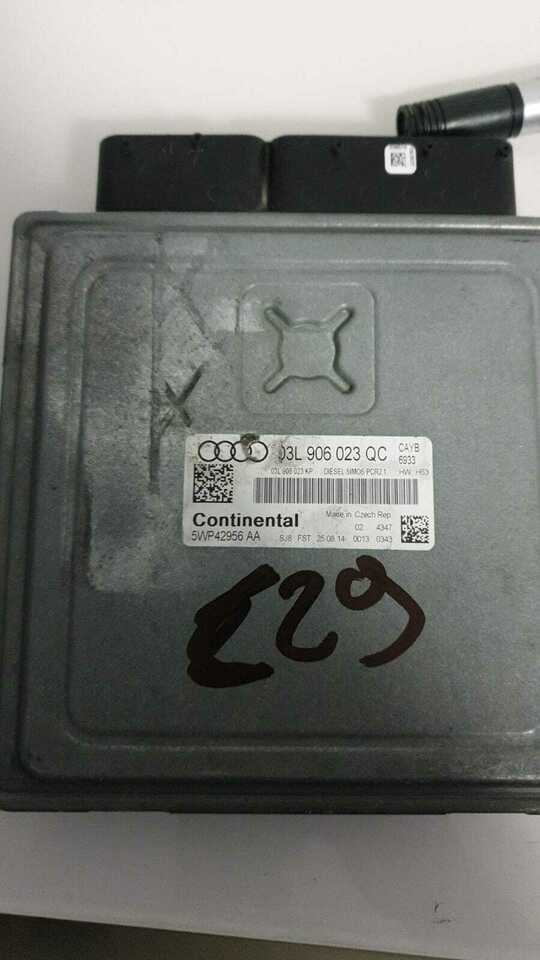 03L 906 023 QC CAYB
6933
03L 906 023 KP DIESEL SIMOS PCR2.1 HW H53
Continental Made in Czech Rep
02 4347
5WP42956 AA SJ8 FST 25.08.14 0013 0343
E29